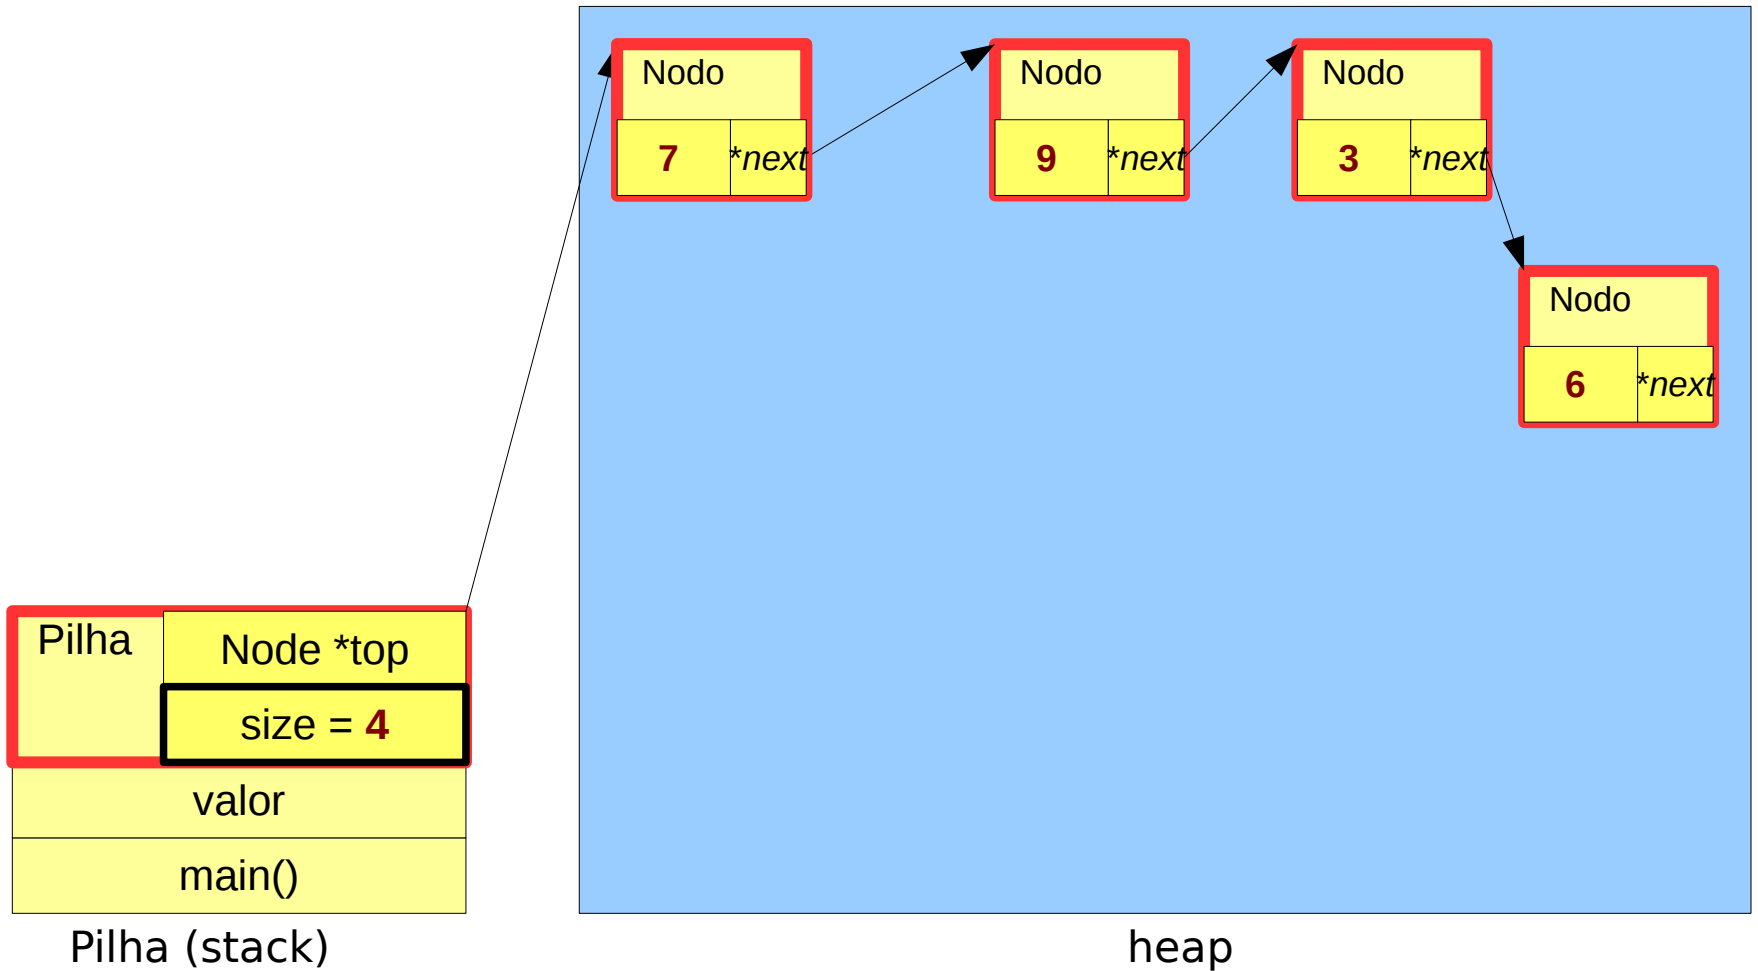 Nodo
7 *next
Nodo
9 *next
Nodo
3 *next
Nodo
6 *next
Pilha
Node *top
size = 4
valor
main()
Pilha (stack)
heap